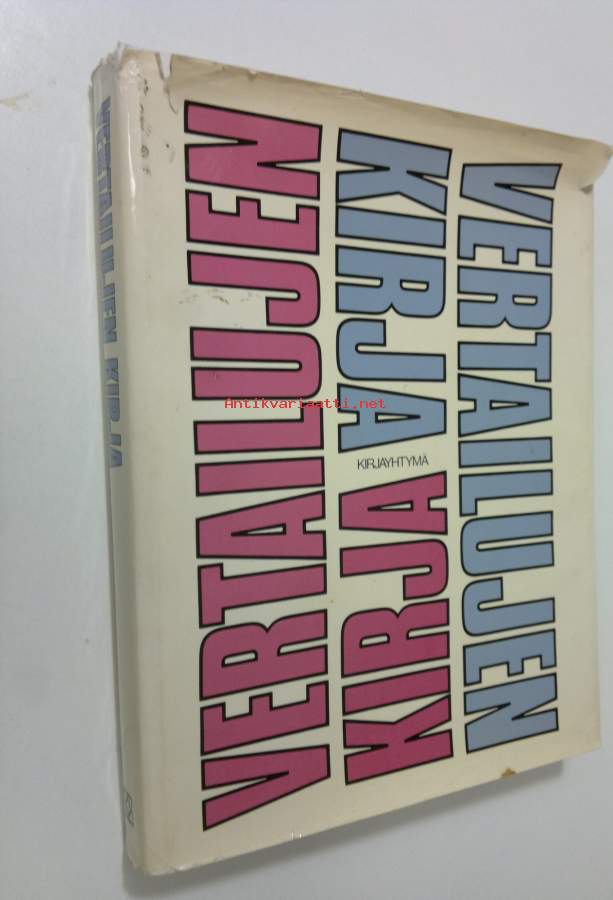 VERTAILUJEN KIRJA
VERTAILUJEN
KIRJA
KIRJAYHTYMÄ
KIRJA
VERTAILUJEN
Antikvariaatti.net